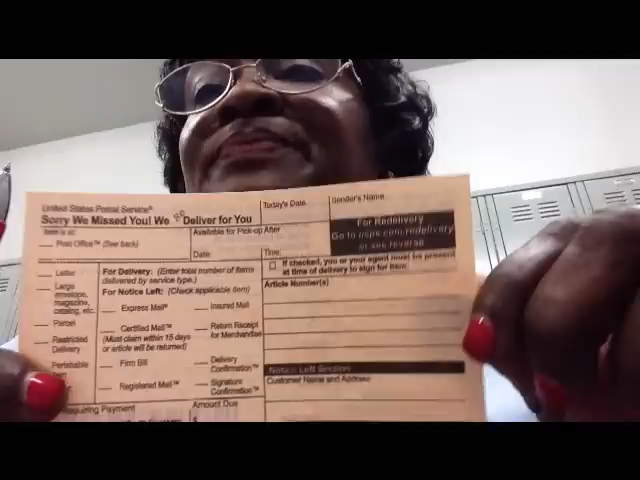 United States Postal Service®
Sorry We Missed You! We ReDeliver for You
Today's Date
Sender's Name
Item is at:
Post Office™ (See back)
Available for Pick-up After
Date:
Time:
For Redelivery
Go to usps.com/redelivery
or see reverse
If checked, you or your agent must be present
at time of delivery to sign for item
Letter
Large
envelope,
magazine,
catalog, etc.
Parcel
Restricted
Delivery
Perishable
For Delivery: (Enter total number of items
delivered by service type.)
For Notice Left: (Check applicable item)
Express Mail®
Certified Mail™
(Must claim within 15 days
or article will be returned)
Firm Bill
Registered Mail™
Insured Mail
Return Receipt
for Merchandise
Delivery
Confirmation™
Signature
Confirmation™
Article Number(s)
Notice Left Section
Customer Name and Address
Requiring Payment
Amount Due
$